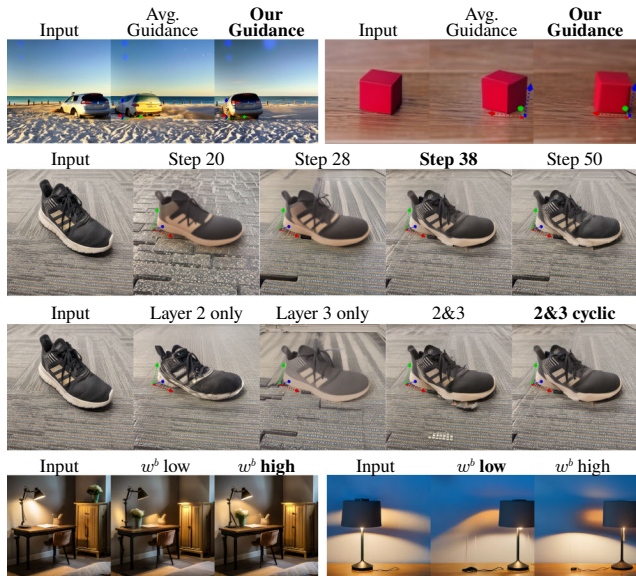 Input Avg. Guidance Our Guidance Input Avg. Guidance Our Guidance
Input Step 20 Step 28 Step 38 Step 50
Input Layer 2 only Layer 3 only 2&3 2&3 cyclic
Input w^b low w^b high Input w^b low w^b high